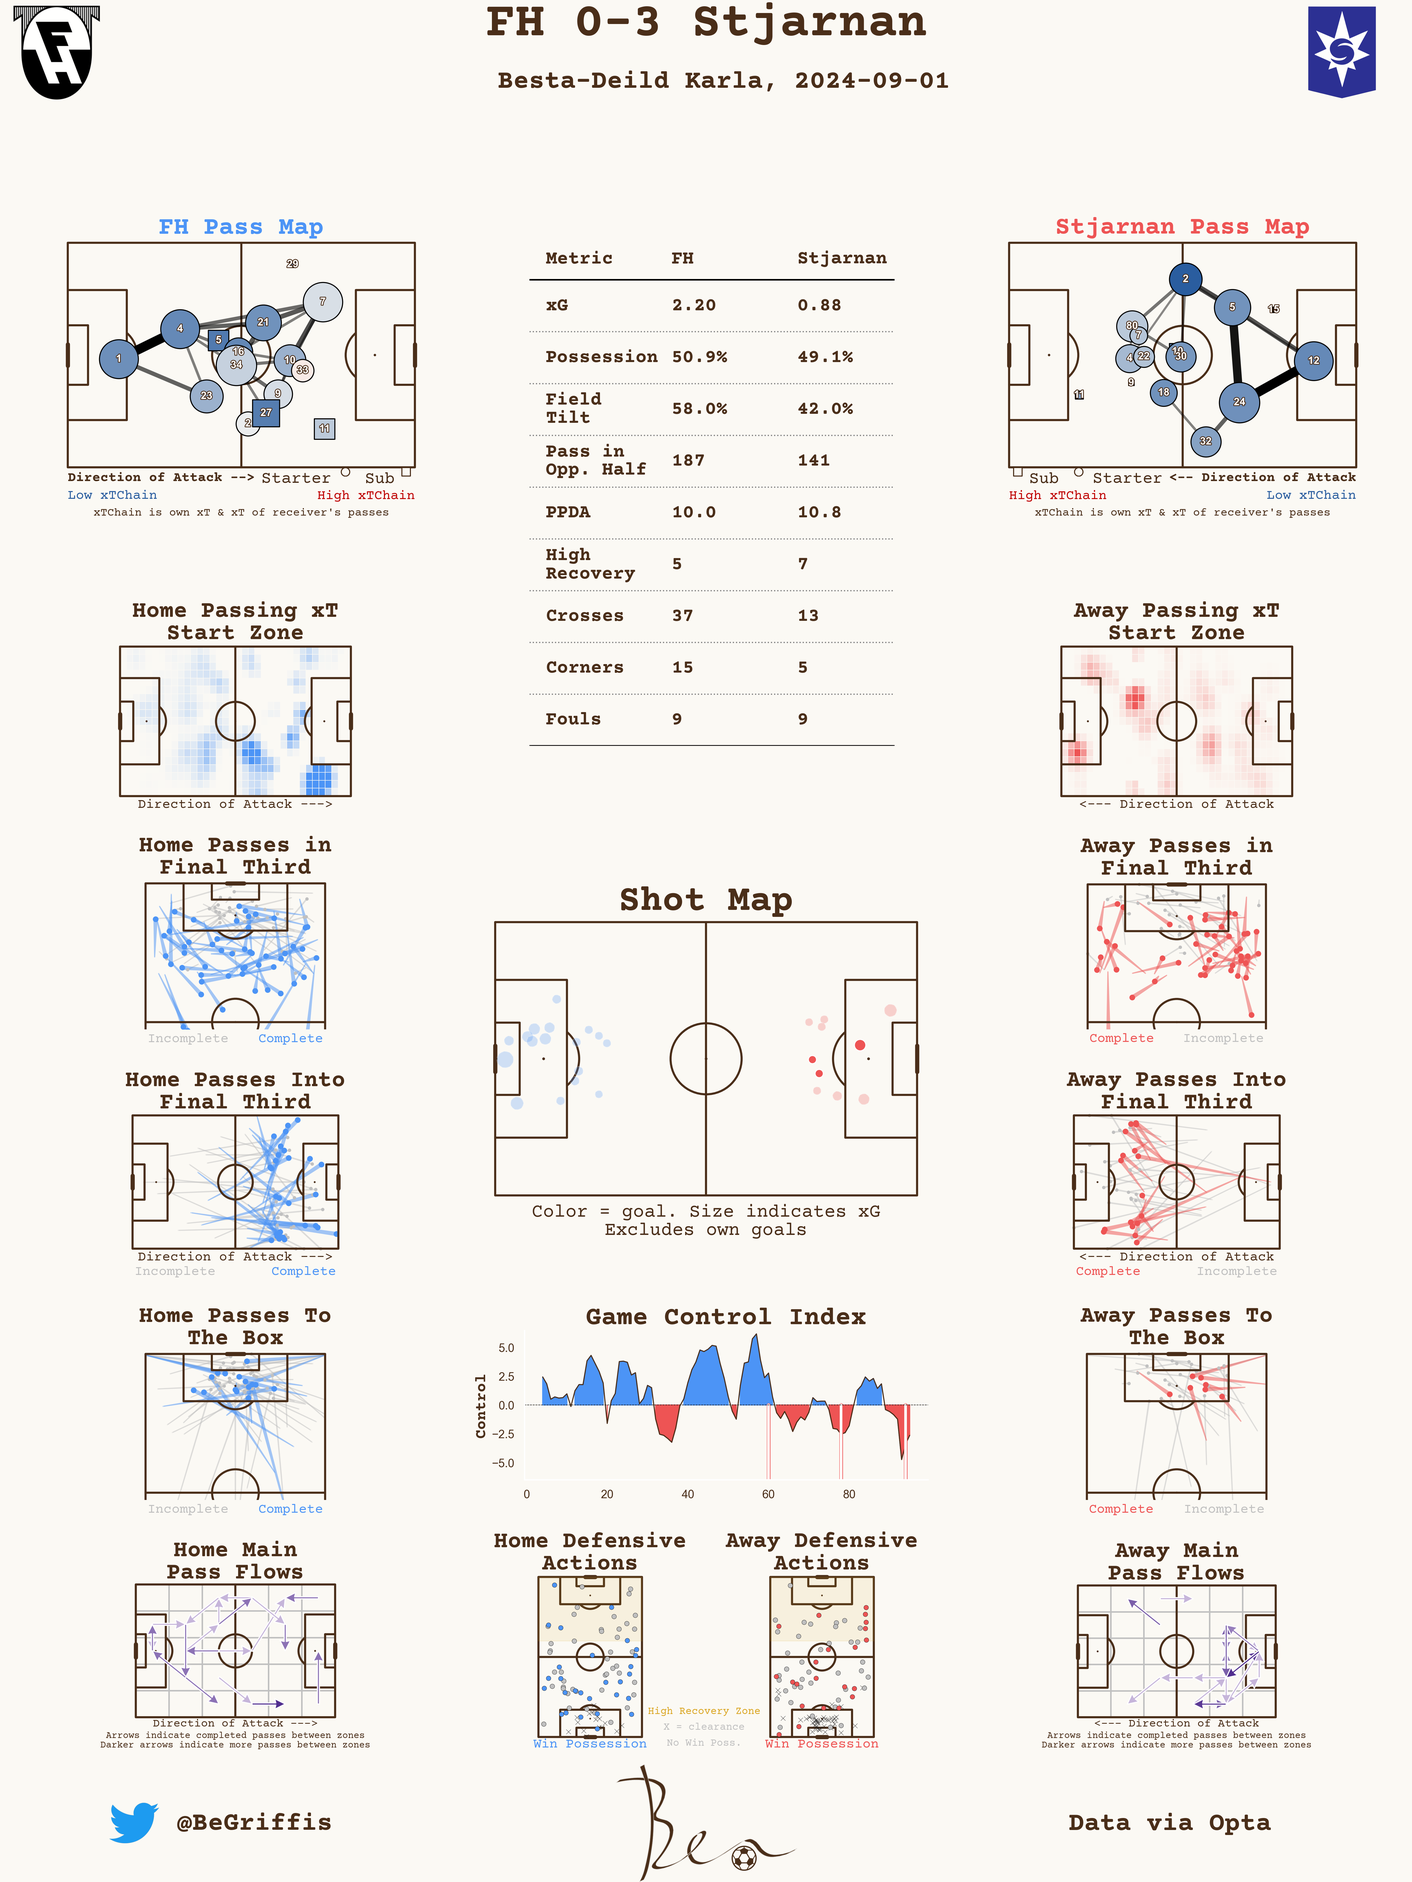 FH 0-3 Stjarnan
Besta-Deild Karla, 2024-09-01
FH Pass Map
29
7
4
21
5
16
1
34
10
33
23
9
27
2
11
Direction of Attack --> Starter Sub
Low xTChain High xTChain
xTChain is own xT & xT of receiver's passes
Metric FH Stjarnan
xG 2.20 0.88
Possession 50.9% 49.1%
Field
Tilt 58.0% 42.0%
Pass in
Opp. Half 187 141
PPDA 10.0 10.8
High
Recovery 5 7
Crosses 37 13
Corners 15 5
Fouls 9 9
Stjarnan Pass Map
2
5
15
80
7
4
22
30
12
9
11
18
24
32
Sub Starter <-- Direction of Attack
High xTChain Low xTChain
xTChain is own xT & xT of receiver's passes
Home Passing xT
Start Zone
Direction of Attack --->
Away Passing xT
Start Zone
<--- Direction of Attack
Home Passes in
Final Third
Incomplete Complete
Shot Map
Color = goal. Size indicates xG
Excludes own goals
Away Passes in
Final Third
Complete Incomplete
Home Passes Into
Final Third
Direction of Attack --->
Incomplete Complete
Away Passes Into
Final Third
<--- Direction of Attack
Complete Incomplete
Home Passes To
The Box
Incomplete Complete
Game Control Index
Control
5.0
2.5
0.0
−2.5
−5.0
0 20 40 60 80
Away Passes To
The Box
Complete Incomplete
Home Main
Pass Flows
Direction of Attack --->
Arrows indicate completed passes between zones
Darker arrows indicate more passes between zones
Home Defensive
Actions
Win Possession
High Recovery Zone
X = clearance
No Win Poss.
Away Defensive
Actions
Win Possession
Away Main
Pass Flows
<--- Direction of Attack
Arrows indicate completed passes between zones
Darker arrows indicate more passes between zones
@BeGriffis
Ben
Data via Opta